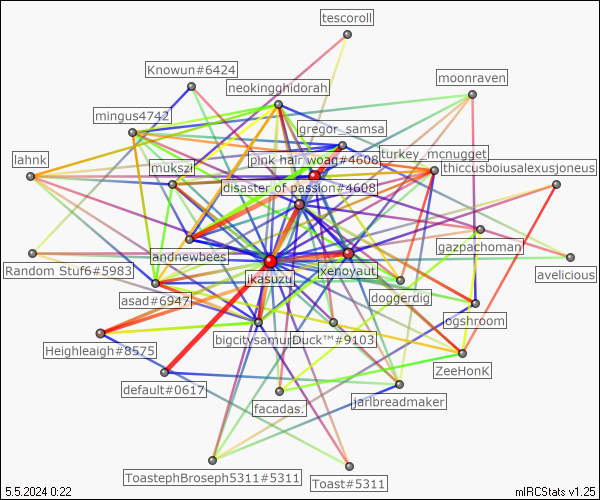 tescoroll
Knowun#6424
moonraven
neokingghidorah
mingus4742
gregor_samsa
lahnk
pink hair woag#4608
turkey_mcnugget
mukszi
thiccusboiusalexusjoneus
disaster of passion#4608
andnewbees
gazpachoman
Random Stuf6#5983
jkasuzu
xenoyaut
avelicious
asad#6947
doggerdig
ogshroom
Heighleigh#8575
bigcitysamur
Duck™#9103
ZeeHonK
default#0617
facadas.
jarlbreadmaker
ToastephBroseph5311#5311
Toast#5311
5.5.2024 0:22
mIRCStats v1.25